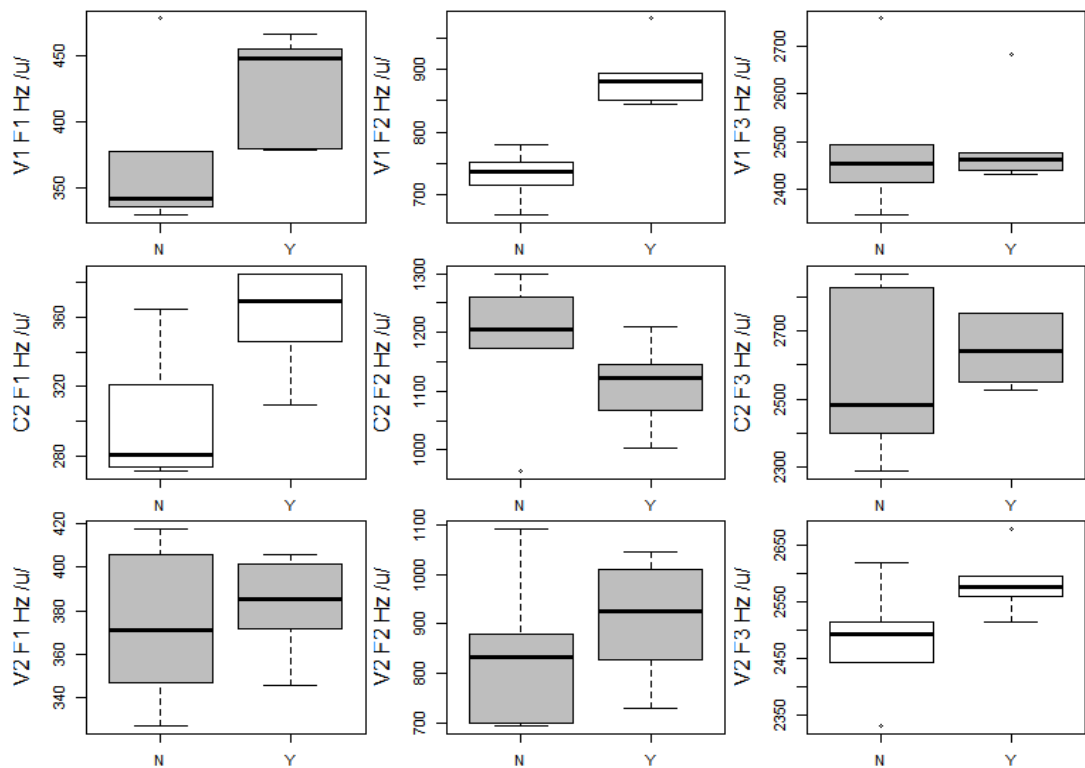 V1 F1 Hz /u/
350 400 450
N Y
V1 F2 Hz /u/
700 800 900
N Y
V1 F3 Hz /u/
2400 2500 2600 2700
N Y
C2 F1 Hz /u/
280 320 360
N Y
C2 F2 Hz /u/
1000 1100 1200 1300
N Y
C2 F3 Hz /u/
2300 2500 2700
N Y
V2 F1 Hz /u/
340 360 380 400 420
N Y
V2 F2 Hz /u/
700 800 900 1000 1100
N Y
V2 F3 Hz /u/
2350 2450 2550 2650
N Y